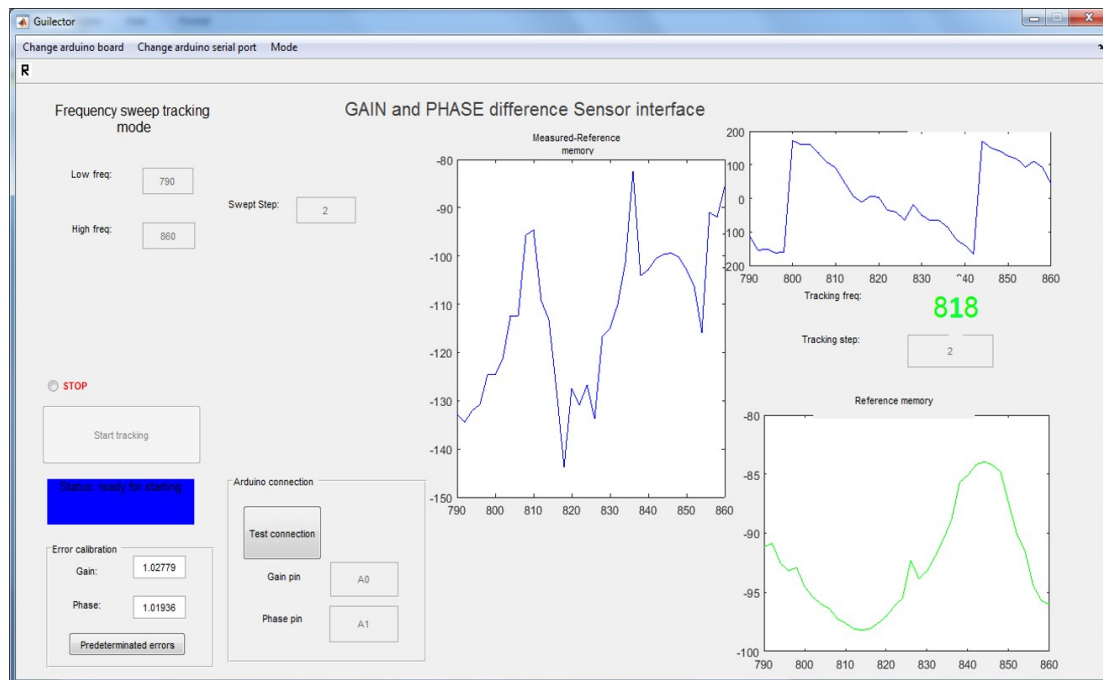 Guilector
Change arduino board Change arduino serial port Mode
R
Frequency sweep tracking
mode
Low freq:
790
High freq:
860
Swept Step:
2
STOP
Start tracking
Status: ready for starting
Error calibration
Gain:
1.02779
Phase:
1.01936
Predeterminated errors
Arduino connection
Test connection
Gain pin
A0
Phase pin
A1
GAIN and PHASE difference Sensor interface
Measured-Reference
memory
-80
-90
-100
-110
-120
-130
-140
-150
790 800 810 820 830 840 850 860
200
100
0
-100
-200
790 800 810 820 830 840 850 860
Tracking freq:
818
Tracking step:
2
Reference memory
-80
-85
-90
-95
-100
790 800 810 820 830 840 850 860